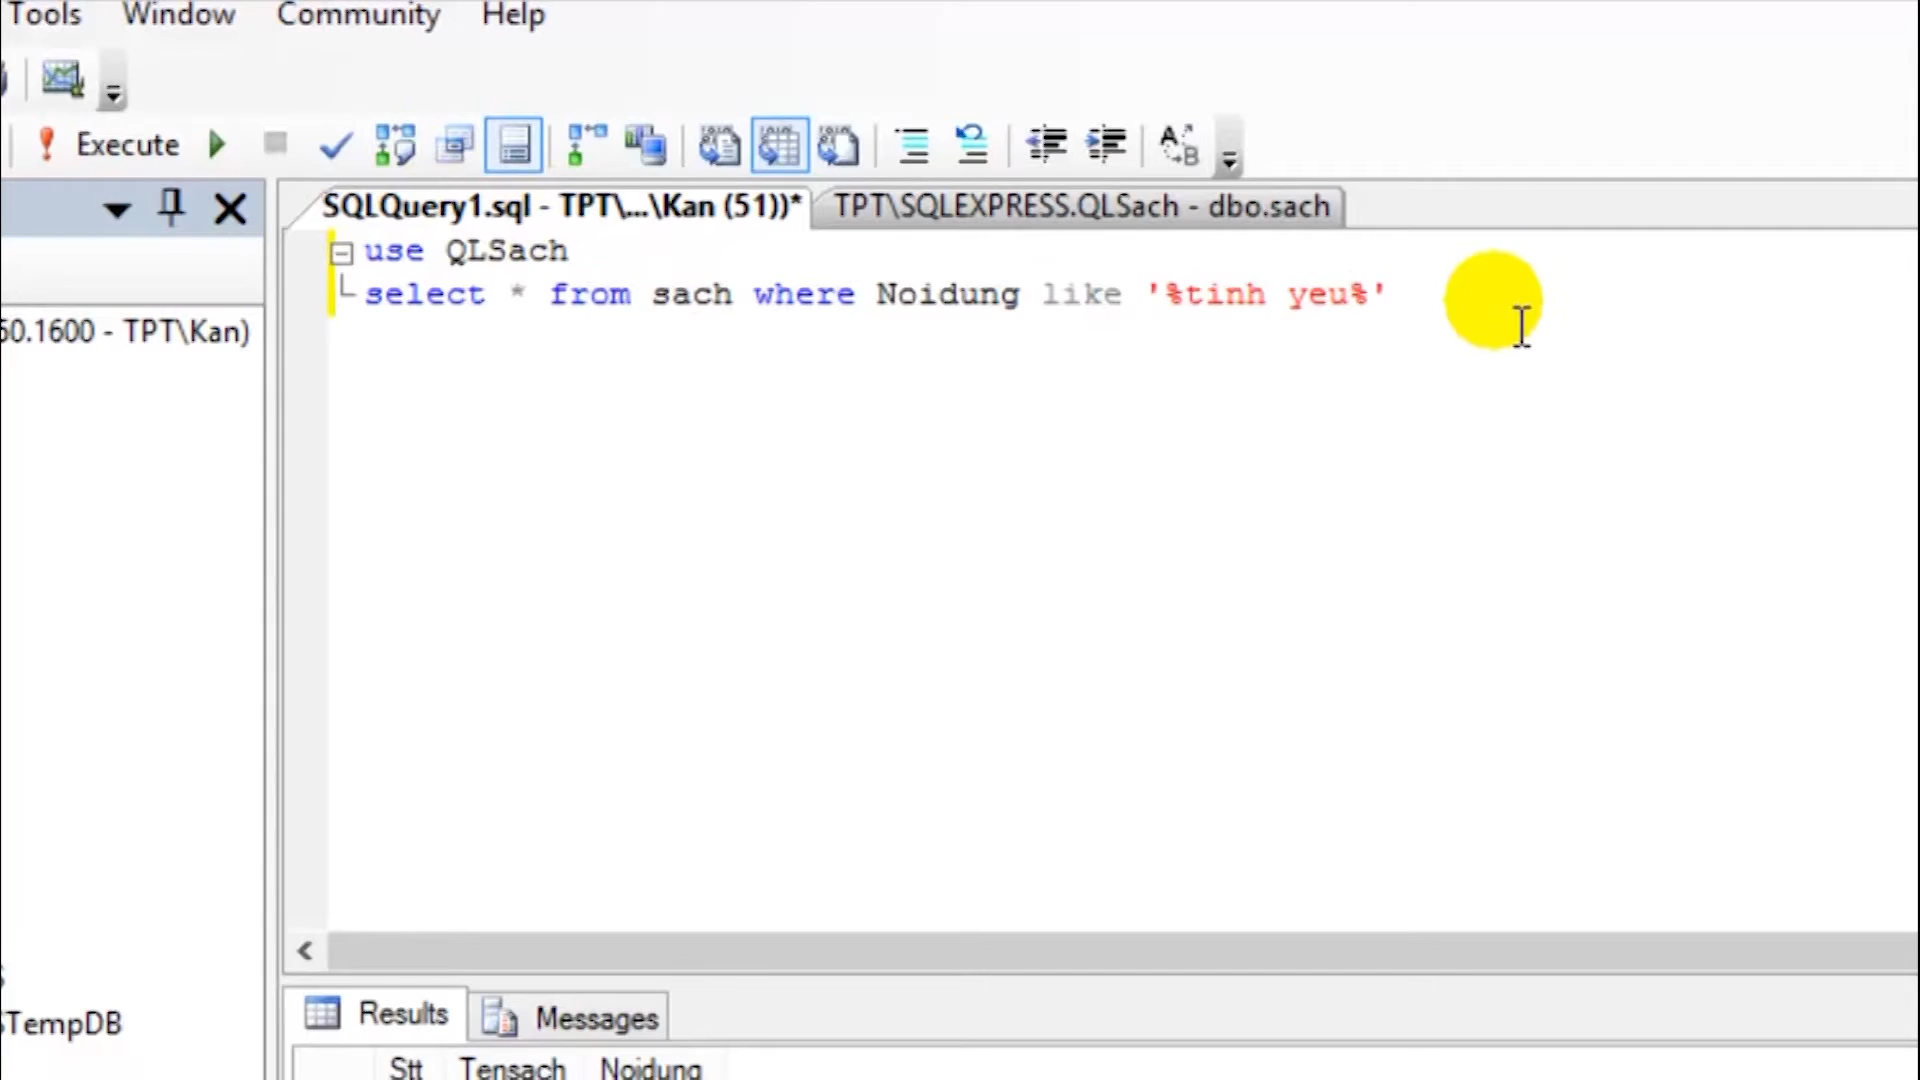 Tools Window Community Help
Execute
SQLQuery1.sql - TPT\...\Kan (51))* TPT\SQLEXPRESS.QLSach - dbo.sach
use QLSach
select * from sach where Noidung like '%tinh yeu%'
50.1600 - TPT\Kan)
TempDB
Results Messages
Stt Tensach Noidung